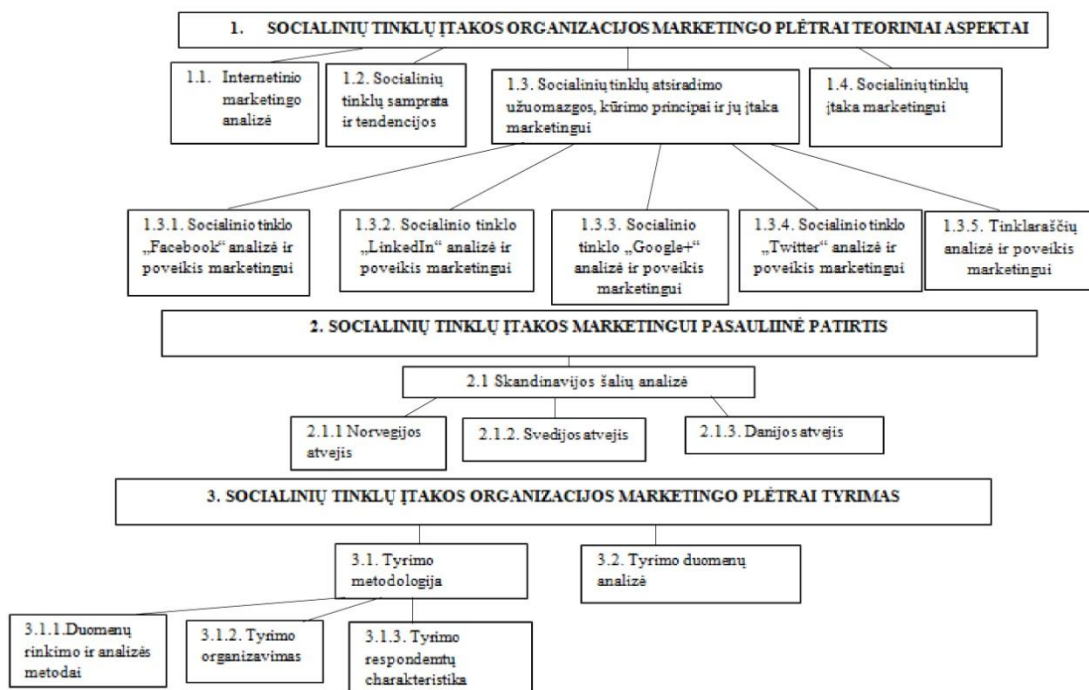 1. SOCIALINIŲ TINKLŲ ĮTAKOS ORGANIZACIJOS MARKETINGO PLĖTRAI TEORINIAI ASPEKTAI
1.1. Internetinio
marketingo
analizė
1.2. Socialinių
tinklų samprata
ir tendencijos
1.3. Socialinių tinklų atsiradimo
užuomazgos, kūrimo principai ir jų įtaka
marketingui
1.4. Socialinių tinklų
įtaka marketingui
1.3.1. Socialinio tinklo
„Facebook“ analizė ir
poveikis marketingui
1.3.2. Socialinio tinklo
„LinkedIn“ analizė ir
poveikis marketingui
1.3.3. Socialinio
tinklo „Google+“
analizė ir poveikis
marketingui
1.3.4. Socialinio tinklo
„Twitter“ analizė ir
poveikis marketingui
1.3.5. Tinklaraščių
analizė ir poveikis
marketingui
2. SOCIALINIŲ TINKLŲ ĮTAKOS MARKETINGUI PASAULIINĖ PATIRTIS
2.1 Skandinavijos šalių analizė
2.1.1 Norvegijos
atvejis
2.1.2. Svedijos atvejis
2.1.3. Danijos atvejis
3. SOCIALINIŲ TINKLŲ ĮTAKOS ORGANIZACIJOS MARKETINGO PLĖTRAI TYRIMAS
3.1. Tyrimo
metodologija
3.2. Tyrimo duomenų
analizė
3.1.1.Duomenų
rinkimo ir analizės
metodai
3.1.2. Tyrimo
organizavimas
3.1.3. Tyrimo
respondemtų
charakteristika